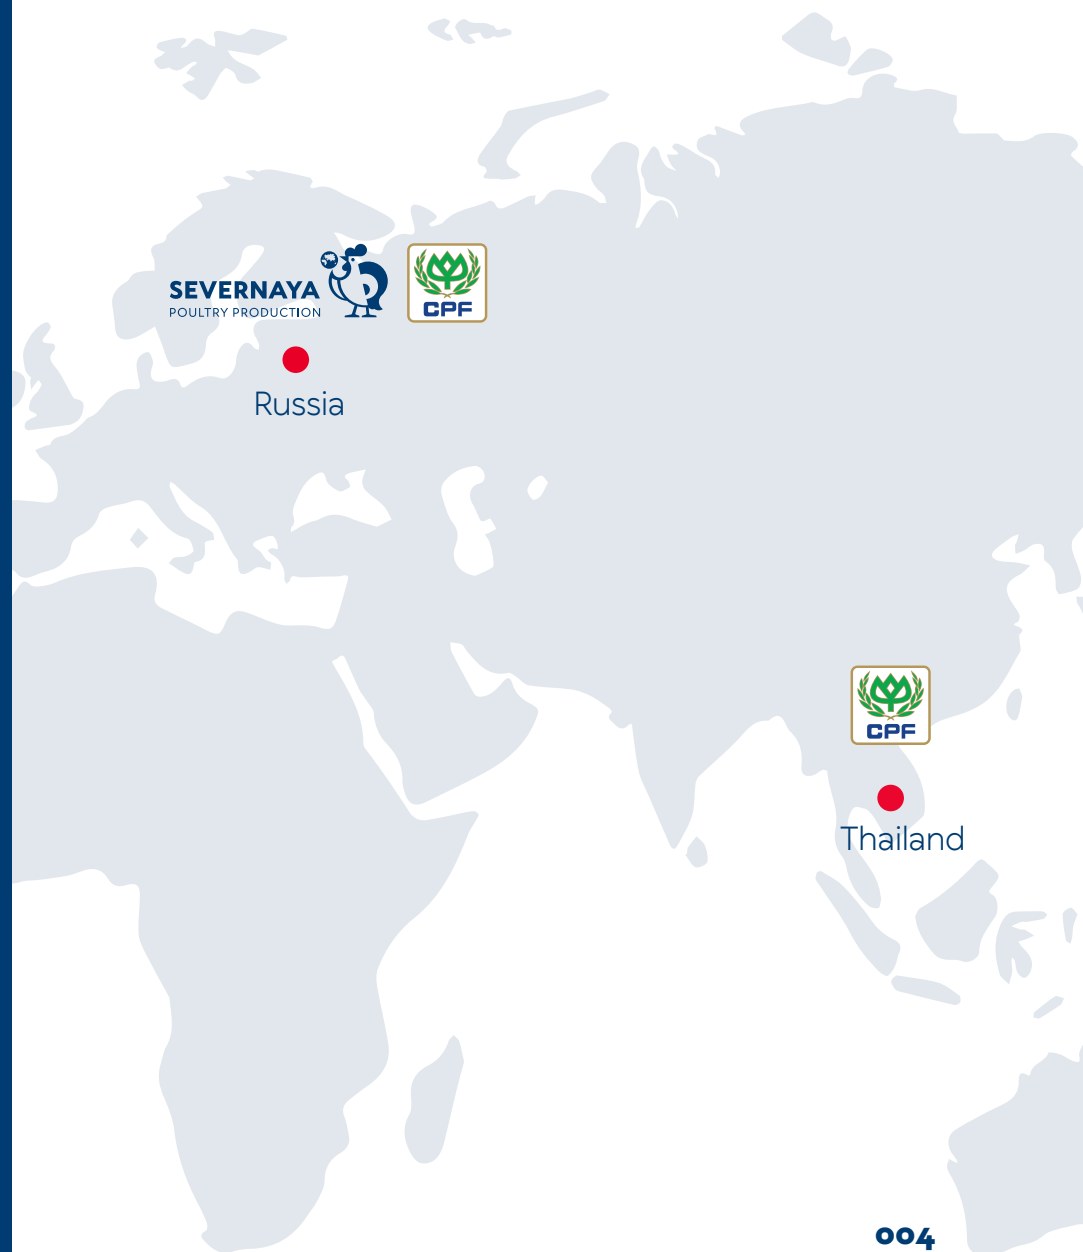 SEVERNAYA
POULTRY PRODUCTION
CPF
Russia
CPF
Thailand
004